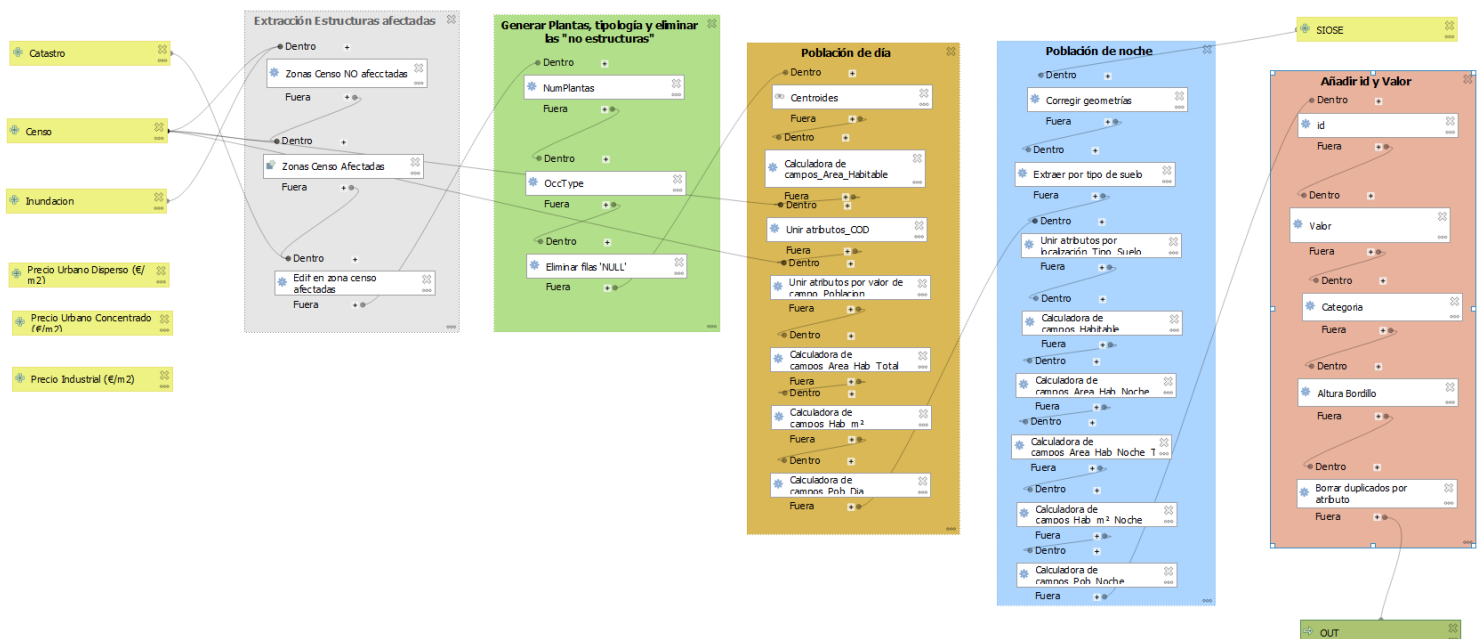 Catastro
Censo
Inundacion
Precio Urbano Disperso (€/
m2)
Precio Urbano Concentrado
(€/m2)
Precio Industrial (€/m2)
Extracción Estructuras afectadas
Dentro
Zonas Censo NO afecctadas
Fuera
Dentro
Zonas Censo Afectadas
Fuera
Dentro
Edif en zona censo
afectadas
Fuera
Generar Plantas, tipología y eliminar
las "no estructuras"
Dentro
NumPlantas
Fuera
Dentro
OccType
Fuera
Dentro
Eliminar filas 'NULL'
Fuera
Población de día
Dentro
Centroides
Fuera
Dentro
Calculadora de
campos_Area_Habitable
Fuera
Dentro
Unir atributos_COD
Fuera
Dentro
Unir atributos por valor de
campo_Poblacion
Fuera
Dentro
Calculadora de
campos_Area_Hab_Total
Fuera
Dentro
Calculadora de
campos_Hab_m²
Fuera
Dentro
Calculadora de
campos_Pob_Dia
Fuera
Población de noche
Dentro
Corregir geometrías
Fuera
Dentro
Extraer por tipo de suelo
Fuera
Dentro
Unir atributos por
localización_Tipo_Suelo
Fuera
Dentro
Calculadora de
campos_Habitable
Fuera
Dentro
Calculadora de
campos_Area_Hab_Noche
Fuera
Dentro
Calculadora de
campos_Area_Hab_Noche_T
Fuera
Dentro
Calculadora de
campos_Hab_m²_Noche
Fuera
Dentro
Calculadora de
campos_Pob_Noche
Fuera
SIOSE
Añadir id y Valor
Dentro
id
Fuera
Dentro
Valor
Fuera
Dentro
Categoria
Fuera
Dentro
Altura Bordillo
Fuera
Dentro
Borrar duplicados por
atributo
Fuera
OUT